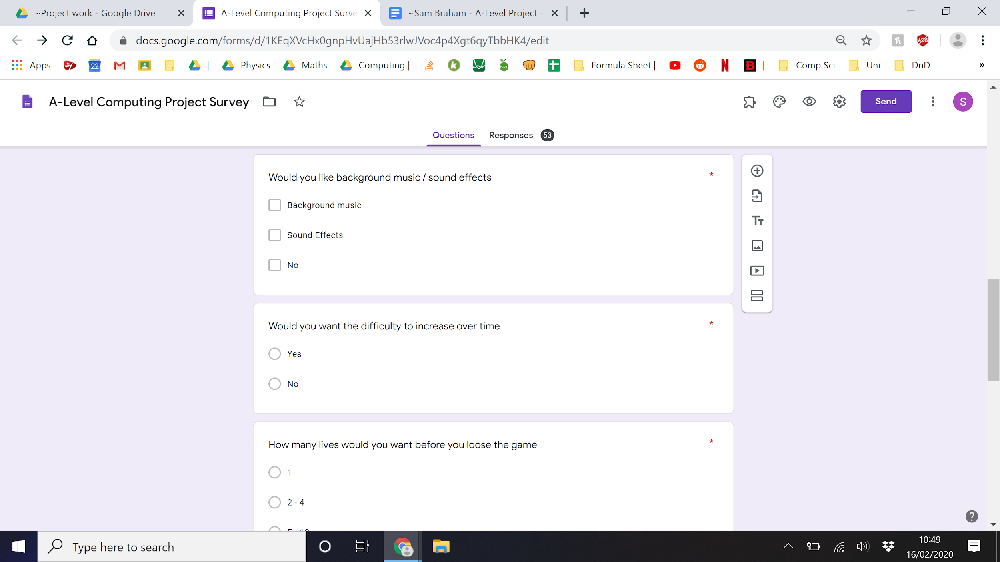 ~Project work - Google Drive
A-Level Computing Project Surve
~Sam Braham - A-Level Project -
docs.google.com/forms/d/1KEqXVcHx0gnpHvUajHb53rlwJVoc4p4Xgt6qyTbbHK4/edit
Apps 22 | Physics Maths Computing | Formula Sheet | | Comp Sci Uni DnD »
A-Level Computing Project Survey
Send
S
Questions Responses 53
Would you like background music / sound effects *
Background music
Sound Effects
No
Would you want the difficulty to increase over time *
Yes
No
How many lives would you want before you loose the game *
1
2 - 4
5 - 10
Type here to search
10:49
16/02/2020